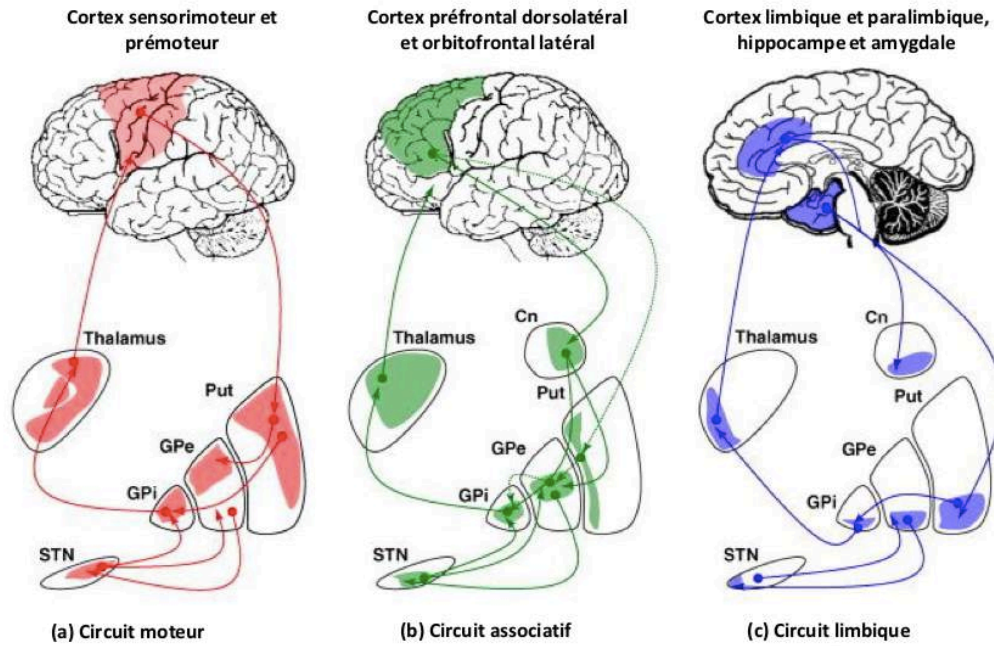 Cortex sensorimoteur et
prémoteur
Cortex préfrontal dorsolatéral
et orbitofrontal latéral
Cortex limbique et paralimbique,
hippocampe et amygdale
Thalamus
Put
GPe
GPi
STN
Cn
Thalamus
Put
GPe
GPi
STN
Cn
Thalamus
Put
GPe
GPi
STN
(a) Circuit moteur
(b) Circuit associatif
(c) Circuit limbique